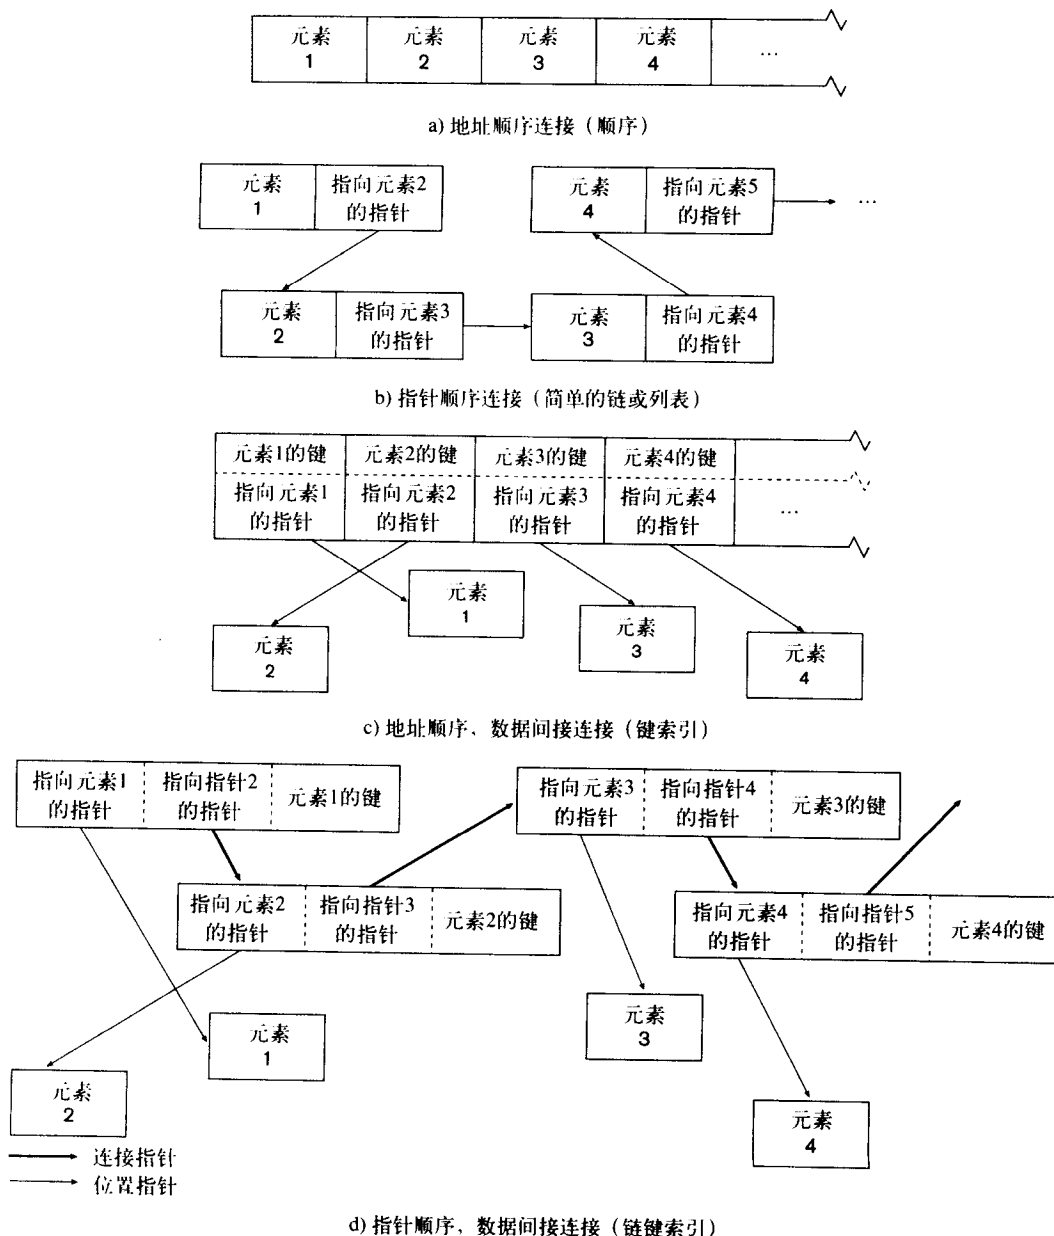 元素 元素 元素 元素
1 2 3 4 …
a) 地址顺序连接（顺序）
元素 指向元素2 元素 指向元素5
1 的指针 4 的指针 …
元素 指向元素3 元素 指向元素4
2 的指针 3 的指针
b) 指针顺序连接（简单的链或列表）
元素1的键 元素2的键 元素3的键 元素4的键
指向元素1 指向元素2 指向元素3 指向元素4
的指针 的指针 的指针 的指针 …
元素
1
元素
2
元素
3
元素
4
c) 地址顺序、数据间接连接（键索引）
指向元素1 指向指针2 元素1的键
的指针 的指针
指向元素3 指向指针4 元素3的键
的指针 的指针
指向元素2 指向指针3 元素2的键
的指针 的指针
指向元素4 指向指针5 元素4的键
的指针 的指针
元素
1
元素
2
元素
3
元素
4
连接指针
位置指针
d) 指针顺序、数据间接连接（链键索引）